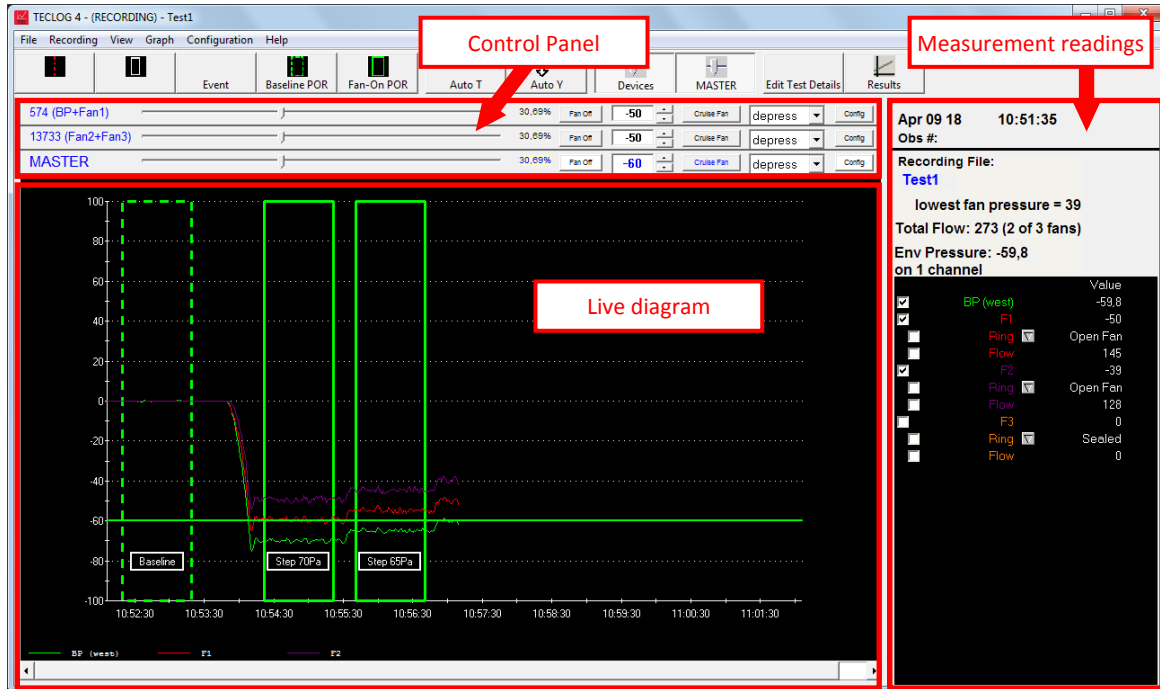 TECLOG 4 - (RECORDING) - Test1
File Recording View Graph Configuration Help
Control Panel
Measurement readings
Event
Baseline POR
Fan-On POR
Auto T
Auto Y
Devices
MASTER
Edit Test Details
Results
574 (BP+Fan1) 30,69% Fan Off -50 Cruise Fan depress Config
13733 (Fan2+Fan3) 30,69% Fan Off -50 Cruise Fan depress Config
MASTER 30,69% Fan Off -60 Cruise Fan depress Config
Apr 09 18 10:51:35
Obs #:
Recording File:
Test1
lowest fan pressure = 39
Total Flow: 273 (2 of 3 fans)
Env Pressure: -59,8
on 1 channel
Value
BP (west) -59,8
F1 -50
Ring Open Fan
Flow 145
F2 -39
Ring Open Fan
Flow 128
F3 0
Ring Sealed
Flow 0
Live diagram
100
80
60
40
20
0
-20
-40
-60
-80
-100
Baseline
Step 70Pa
Step 65Pa
10:52:30 10:53:30 10:54:30 10:55:30 10:56:30 10:57:30 10:58:30 10:59:30 11:00:30 11:01:30
BP (west) F1 F2